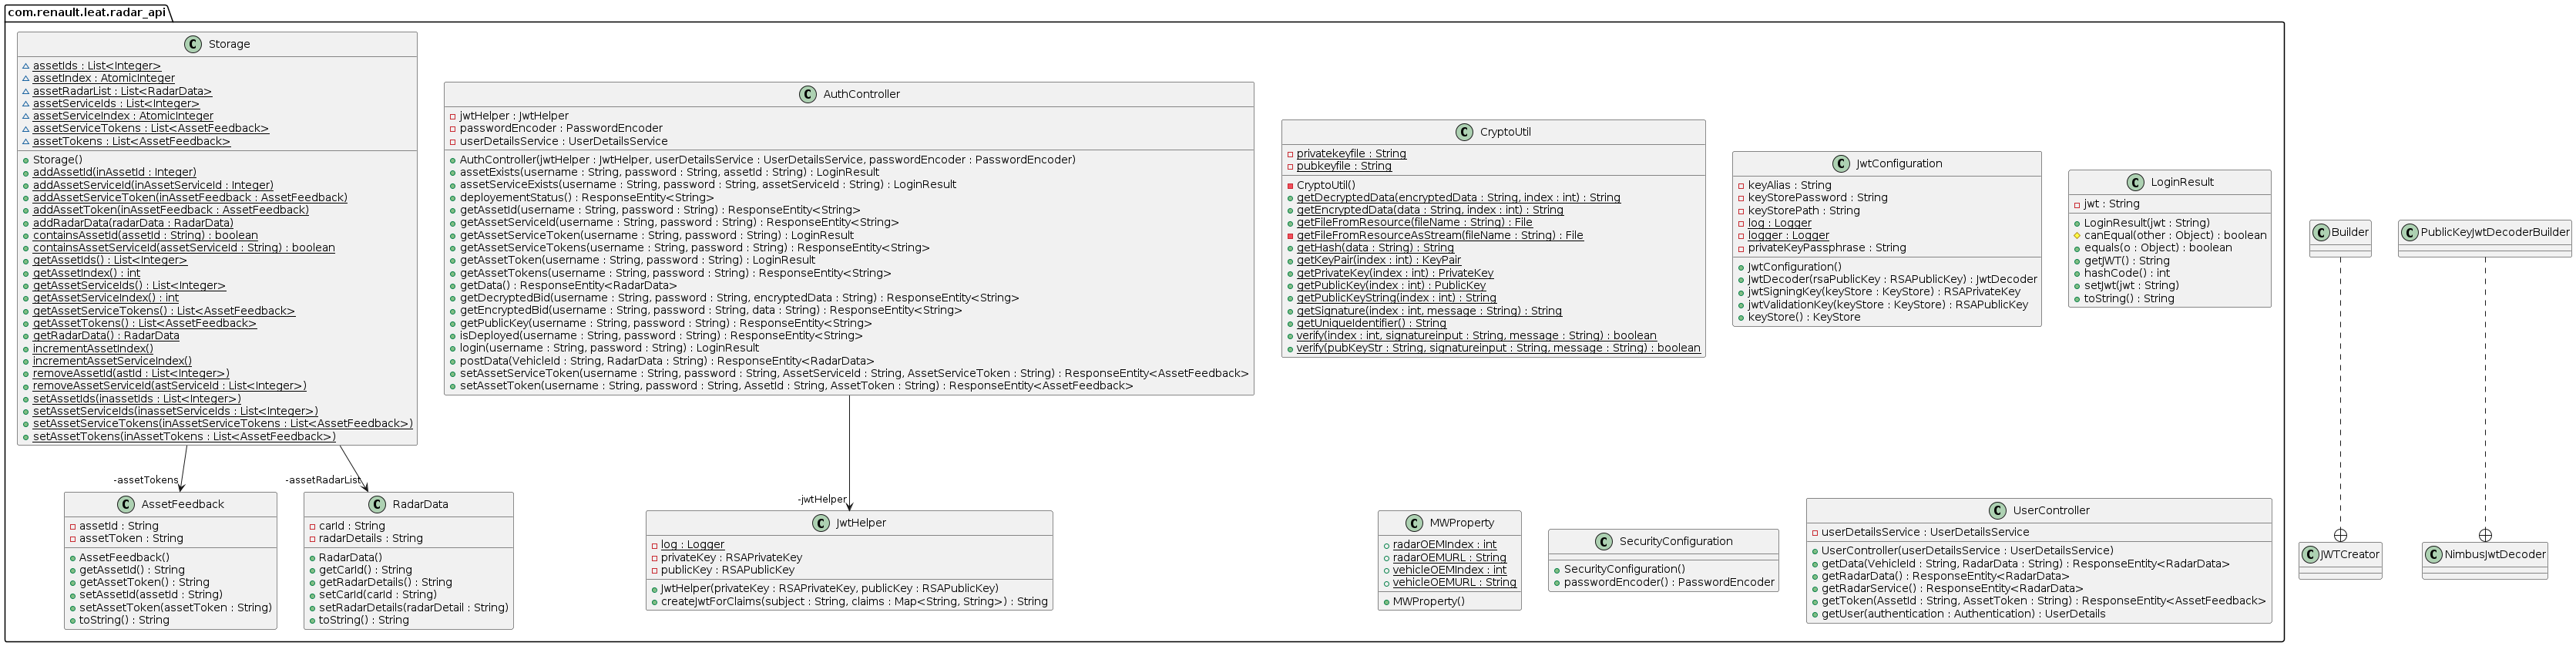 com.renault.leat.radar_api
Storage
assetIds : List<Integer>
assetIndex : AtomicInteger
assetRadarList : List<RadarData>
assetServiceIds : List<Integer>
assetServiceIndex : AtomicInteger
assetServiceTokens : List<AssetFeedback>
assetTokens : List<AssetFeedback>
Storage()
addAssetId(inAssetId : Integer)
addAssetServiceId(inAssetServiceId : Integer)
addAssetServiceToken(inAssetFeedback : AssetFeedback)
addAssetToken(inAssetFeedback : AssetFeedback)
addRadarData(radarData : RadarData)
containsAssetId(assetId : String) : boolean
containsAssetServiceId(assetServiceId : String) : boolean
getAssetIds() : List<Integer>
getAssetIndex() : int
getAssetServiceIds() : List<Integer>
getAssetServiceIndex() : int
getAssetServiceTokens() : List<AssetFeedback>
getAssetTokens() : List<AssetFeedback>
getRadarData() : RadarData
incrementAssetIndex()
incrementAssetServiceIndex()
removeAssetId(astId : List<Integer>)
removeAssetServiceId(astServiceId : List<Integer>)
setAssetIds(inassetIds : List<Integer>)
setAssetServiceIds(inassetServiceIds : List<Integer>)
setAssetServiceTokens(inAssetServiceTokens : List<AssetFeedback>)
setAssetTokens(inAssetTokens : List<AssetFeedback>)
AuthController
jwtHelper : JwtHelper
passwordEncoder : PasswordEncoder
userDetailsService : UserDetailsService
AuthController(jwtHelper : JwtHelper, userDetailsService : UserDetailsService, passwordEncoder : PasswordEncoder)
assetExists(username : String, password : String, assetId : String) : LoginResult
assetServiceExists(username : String, password : String, assetServiceId : String) : LoginResult
deployementStatus() : ResponseEntity<String>
getAssetId(username : String, password : String) : ResponseEntity<String>
getAssetServiceId(username : String, password : String) : ResponseEntity<String>
getAssetServiceToken(username : String, password : String) : LoginResult
getAssetServiceTokens(username : String, password : String) : ResponseEntity<String>
getAssetToken(username : String, password : String) : LoginResult
getAssetTokens(username : String, password : String) : ResponseEntity<String>
getData() : ResponseEntity<RadarData>
getDecryptedBid(username : String, password : String, encryptedData : String) : ResponseEntity<String>
getEncryptedBid(username : String, password : String, data : String) : ResponseEntity<String>
getPublicKey(username : String, password : String) : ResponseEntity<String>
isDeployed(username : String, password : String) : ResponseEntity<String>
login(username : String, password : String) : LoginResult
postData(VehicleId : String, RadarData : String) : ResponseEntity<RadarData>
setAssetServiceToken(username : String, password : String, AssetServiceId : String, AssetServiceToken : String) : ResponseEntity<AssetFeedback>
setAssetToken(username : String, password : String, AssetId : String, AssetToken : String) : ResponseEntity<AssetFeedback>
CryptoUtil
privatekeyfile : String
pubkeyfile : String
CryptoUtil()
getDecryptedData(encryptedData : String, index : int) : String
getEncryptedData(data : String, index : int) : String
getFileFromResource(fileName : String) : File
getFileFromResourceAsStream(fileName : String) : File
getHash(data : String) : String
getKeyPair(index : int) : KeyPair
getPrivateKey(index : int) : PrivateKey
getPublicKey(index : int) : PublicKey
getPublicKeyString(index : int) : String
getSignature(index : int, message : String) : String
getUniqueIdentifier() : String
verify(index : int, signatureinput : String, message : String) : boolean
verify(pubKeyStr : String, signatureinput : String, message : String) : boolean
JwtConfiguration
keyAlias : String
keyStorePassword : String
keyStorePath : String
log : Logger
logger : Logger
privateKeyPassphrase : String
JwtConfiguration()
jwtDecoder(rsaPublicKey : RSAPublicKey) : JwtDecoder
jwtSigningKey(keyStore : KeyStore) : RSAPrivateKey
jwtValidationKey(keyStore : KeyStore) : RSAPublicKey
keyStore() : KeyStore
LoginResult
jwt : String
LoginResult(jwt : String)
canEqual(other : Object) : boolean
equals(o : Object) : boolean
getJWT() : String
hashCode() : int
setJwt(jwt : String)
toString() : String
Builder
PublicKeyJwtDecoderBuilder
-assetTokens
-assetRadarList
-jwtHelper
AssetFeedback
assetId : String
assetToken : String
AssetFeedback()
getAssetId() : String
getAssetToken() : String
setAssetId(assetId : String)
setAssetToken(assetToken : String)
toString() : String
RadarData
carId : String
radarDetails : String
RadarData()
getCarId() : String
getRadarDetails() : String
setCarId(carId : String)
setRadarDetails(radarDetail : String)
toString() : String
JwtHelper
log : Logger
privateKey : RSAPrivateKey
publicKey : RSAPublicKey
JwtHelper(privateKey : RSAPrivateKey, publicKey : RSAPublicKey)
createJwtForClaims(subject : String, claims : Map<String, String>) : String
MWProperty
radarOEMIndex : int
radarOEMURL : String
vehicleOEMIndex : int
vehicleOEMURL : String
MWProperty()
SecurityConfiguration
SecurityConfiguration()
passwordEncoder() : PasswordEncoder
UserController
userDetailsService : UserDetailsService
UserController(userDetailsService : UserDetailsService)
getData(VehicleId : String, RadarData : String) : ResponseEntity<RadarData>
getRadarData() : ResponseEntity<RadarData>
getRadarService() : ResponseEntity<RadarData>
getToken(AssetId : String, AssetToken : String) : ResponseEntity<AssetFeedback>
getUser(authentication : Authentication) : UserDetails
JWTCreator
NimbusJwtDecoder